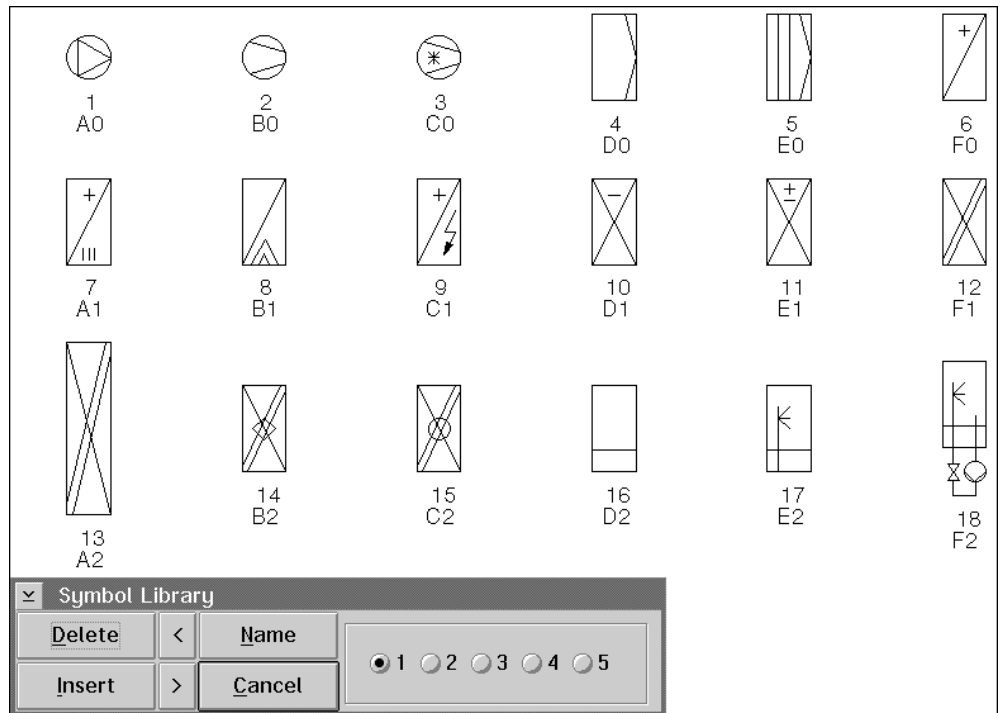 1 2 3
A0 B0 C0
4 5 6
D0 E0 F0
7 8 9 10 11 12
A1 B1 C1 D1 E1 F1
14 15 16 17
B2 C2 D2 E2
18
F2
13
A2
Symbol Library
Delete < Name
1 2 3 4 5
Insert > Cancel